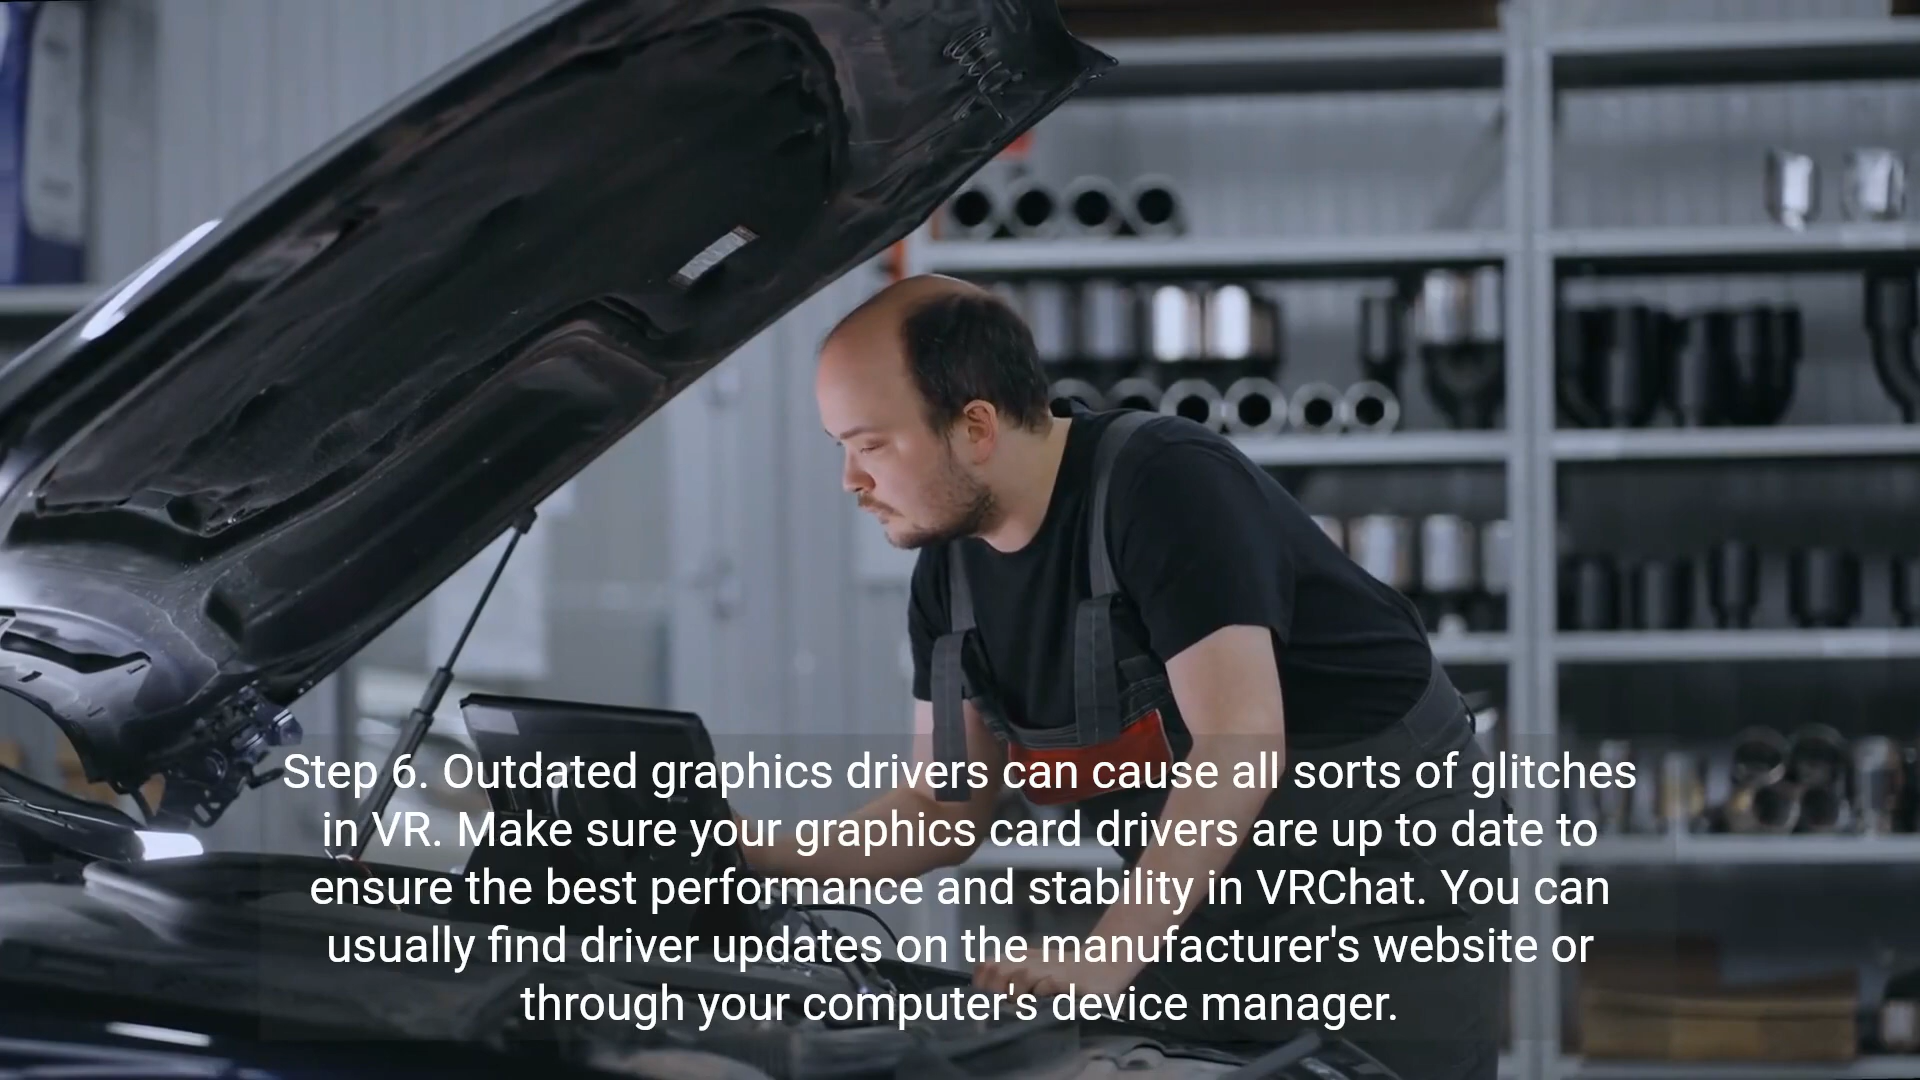 Step 6. Outdated graphics drivers can cause all sorts of glitches
in VR. Make sure your graphics card drivers are up to date to
ensure the best performance and stability in VRChat. You can
usually find driver updates on the manufacturer's website or
through your computer's device manager.